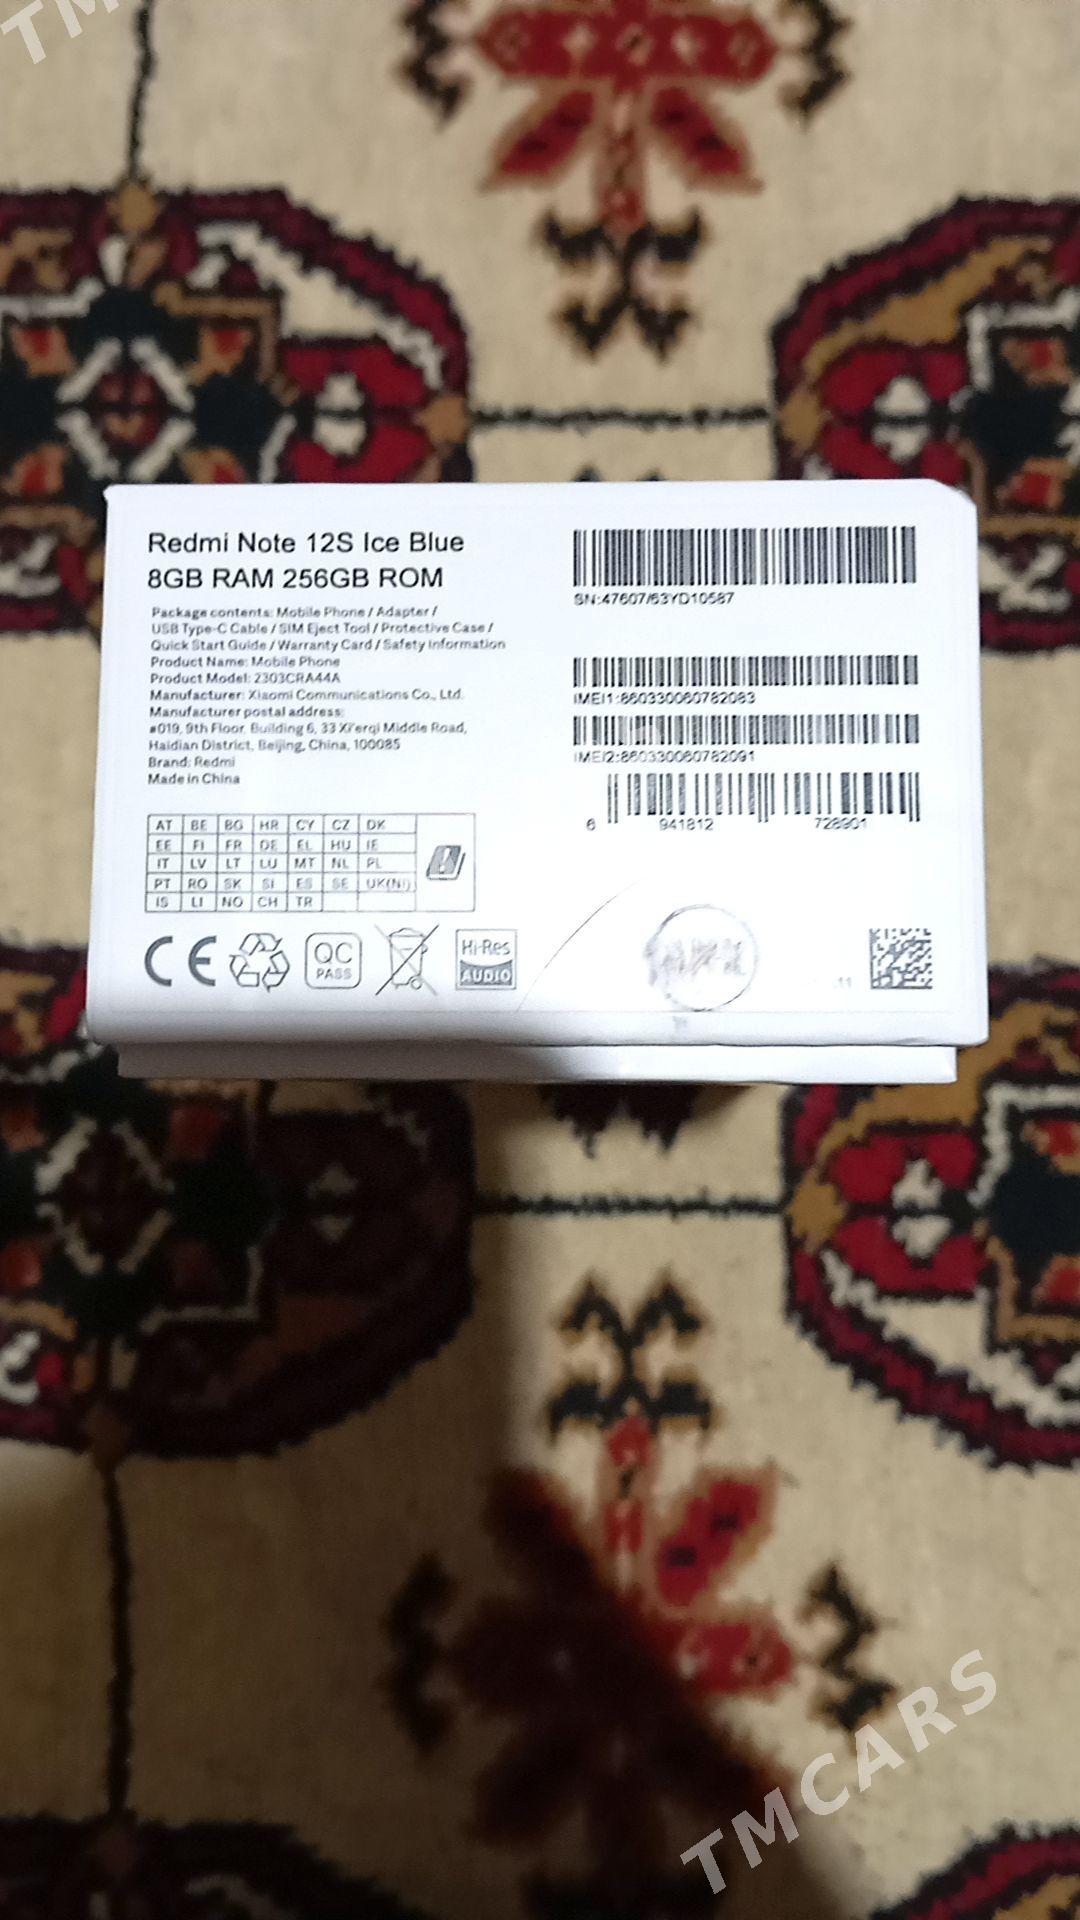 TM
Redmi Note 12S Ice Blue
8GB RAM 256GB ROM
Package contents: Mobile Phone / Adapter /
USB Type-C Cable / SIM Eject Tool / Protective Case /
Quick Start Guide / Warranty Card / Safety Information
Product Name: Mobile Phone
Product Model: 2303CRA44A
Manufacturer: Xiaomi Communications Co., Ltd.
Manufacturer postal address:
#019, 9th Floor, Building 6, 33 Xi'erqi Middle Road,
Haidian District, Beijing, China, 100085
Brand: Redmi
Made in China
SN:47607/63YD10587
IMEI1:860330060782083
IMEI2:860330060782091
6 941812 728901
AT BE BG HR CY CZ DK
EE FI FR DE EL HU IE
IT LV LT LU MT NL PL
PT RO SK SI ES SE UK(NI)
IS LI NO CH TR
CE
QC
PASS
Hi-Res
AUDIO
TMCARS